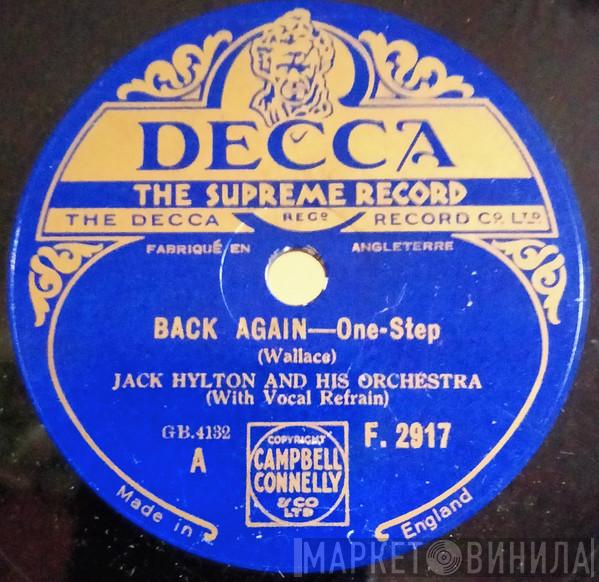 DECCA
THE SUPREME RECORD
THE DECCA REGD RECORD CO. LTD
FABRIQUÉ EN ANGLETERRE
BACK AGAIN—One-Step
(Wallace)
JACK HYLTON AND HIS ORCHESTRA
(With Vocal Refrain)
GB.4132
A
F. 2917
COPYRIGHT
CAMPBELL
CONNELLY
& CO
LTD
Made in England
МАРКЕТ ВИНИЛА